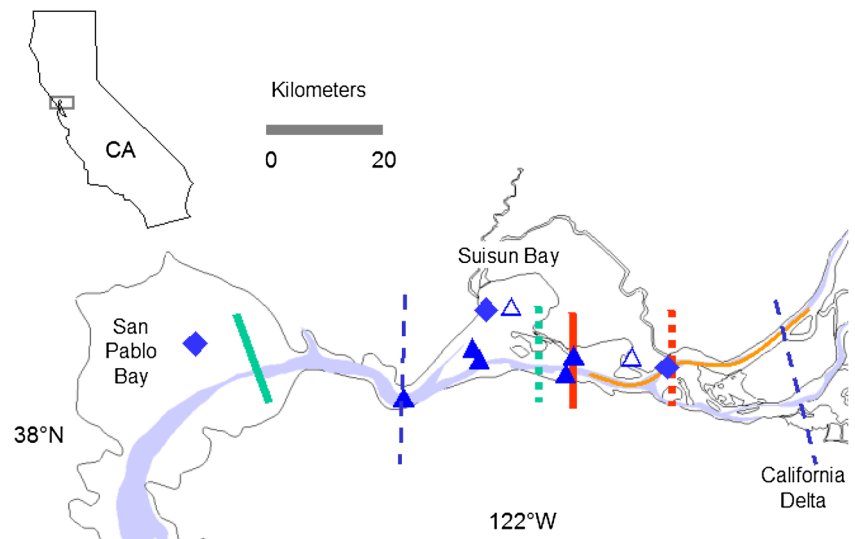 Kilometers
CA
0
20
Suisun Bay
San
Pablo
Bay
38°N
California
Delta
122°W